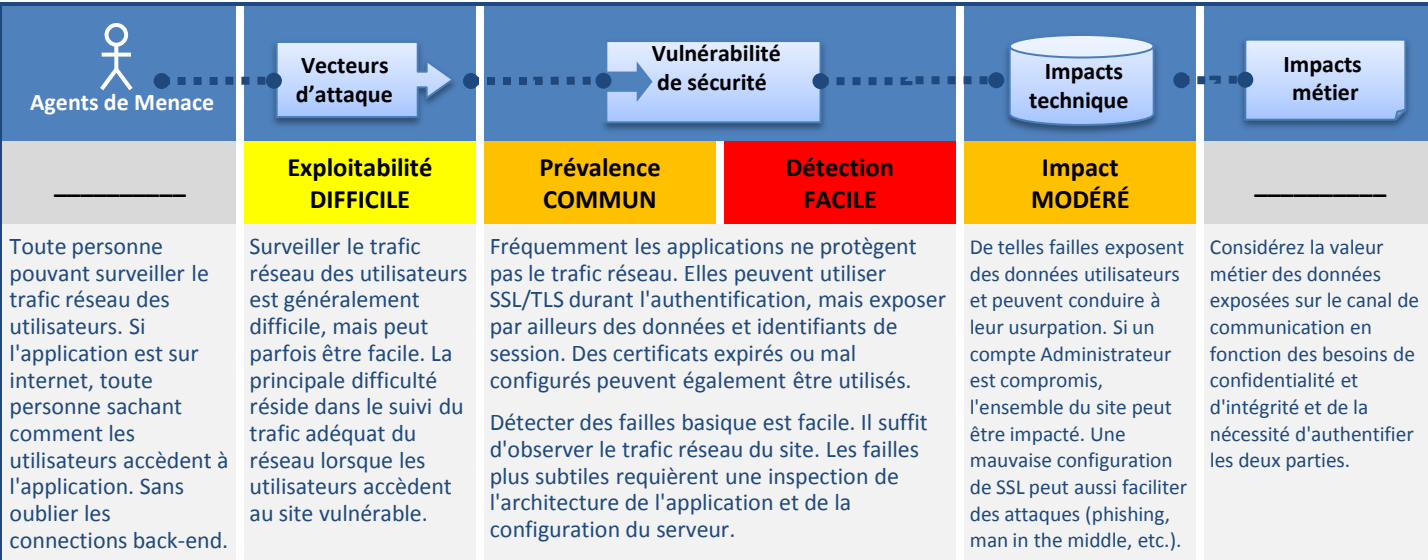 Agents de Menace
Vecteurs
d'attaque
Vulnérabilité
de sécurité
Impacts
technique
Impacts
métier
__________
Exploitabilité
DIFFICILE
Prévalence
COMMUN
Détection
FACILE
Impact
MODÉRÉ
__________
Toute personne
pouvant surveiller le
trafic réseau des
utilisateurs. Si
l'application est sur
internet, toute
personne sachant
comment les
utilisateurs accèdent à
l'application. Sans
oublier les
connections back-end.
Surveiller le trafic
réseau des utilisateurs
est généralement
difficile, mais peut
parfois être facile. La
principale difficulté
réside dans le suivi du
trafic adéquat du
réseau lorsque les
utilisateurs accèdent
au site vulnérable.
Fréquemment les applications ne protègent
pas le trafic réseau. Elles peuvent utiliser
SSL/TLS durant l'authentification, mais exposer
par ailleurs des données et identifiants de
session. Des certificats expirés ou mal
configurés peuvent également être utilisés.
Détecter des failles basique est facile. Il suffit
d'observer le trafic réseau du site. Les failles
plus subtiles requièrent une inspection de
l'architecture de l'application et de la
configuration du serveur.
De telles failles exposent
des données utilisateurs
et peuvent conduire à
leur usurpation. Si un
compte Administrateur
est compromis,
l'ensemble du site peut
être impacté. Une
mauvaise configuration
de SSL peut aussi faciliter
des attaques (phishing,
man in the middle, etc.).
Considérez la valeur
métier des données
exposées sur le canal de
communication en
fonction des besoins de
confidentialité et
d'intégrité et de la
nécessité d'authentifier
les deux parties.